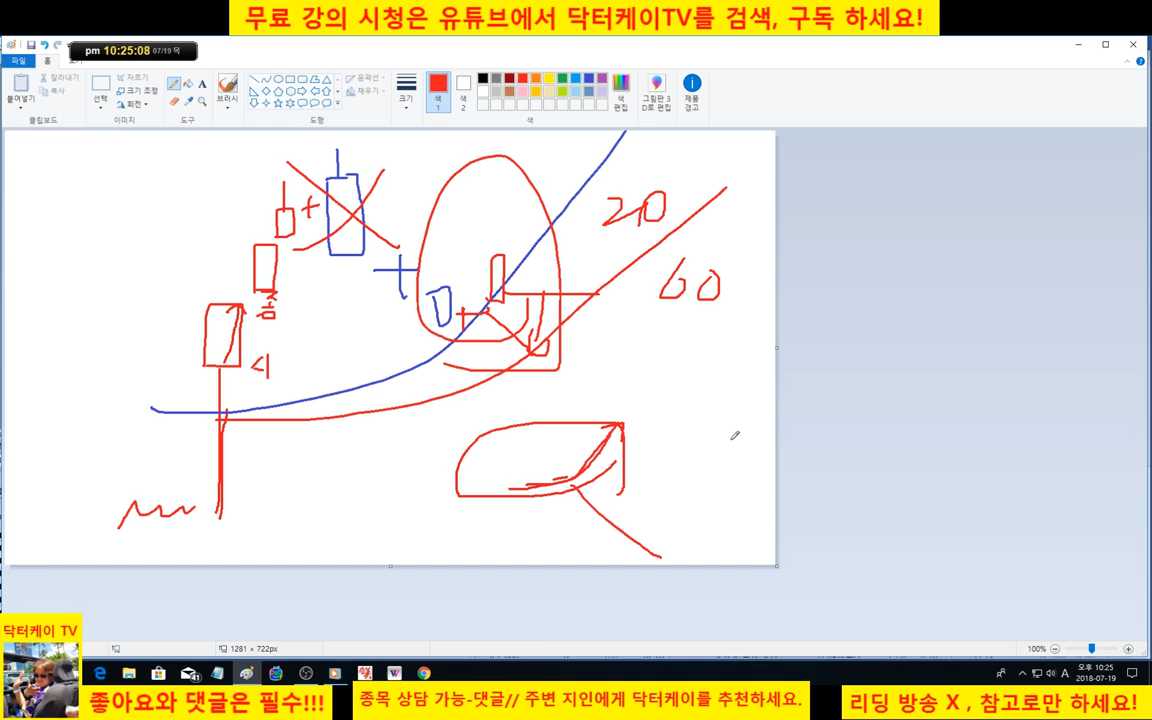 무료 강의 시청은 유튜브에서 닥터케이TV를 검색, 구독 하세요!
pm 10:25:08 07/19 목
파일 홈
붙여넣기 잘라내기 복사 선택 자르기 크기 조정 회전 A 브러시 윤곽선 채우기 크기 색 1 색 2 색 편집 그림판 3D로 편집 제품 경고
클립보드 이미지 도구 도형 색
20
60
+
1281 × 722px
100%
닥터케이 TV
41
W
A 오후 10:25
2018-07-19
좋아요와 댓글은 필수!!!
종목 상담 가능-댓글// 주변 지인에게 닥터케이를 추천하세요.
리딩 방송 X , 참고로만 하세요!